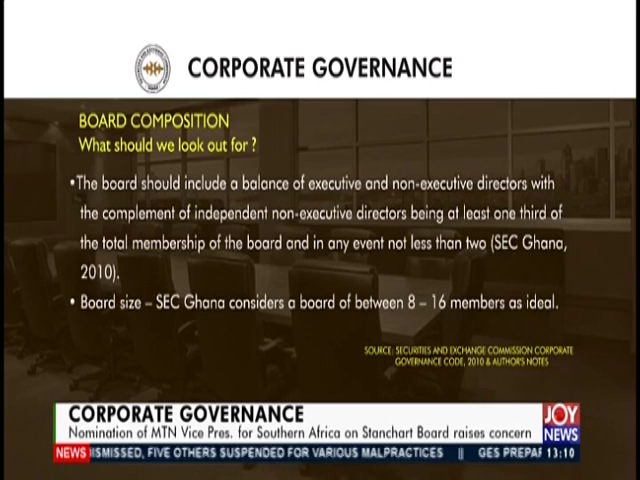 CORPORATE GOVERNANCE
BOARD COMPOSITION
What should we look out for ?
•The board should include a balance of executive and non-executive directors with
the complement of independent non-executive directors being at least one third of
the total membership of the board and in any event not less than two (SEC Ghana,
2010).
• Board size – SEC Ghana considers a board of between 8 – 16 members as ideal.
SOURCE: SECURITIES AND EXCHANGE COMMISSION CORPORATE
GOVERNANCE CODE, 2010 & AUTHOR'S NOTES
CORPORATE GOVERNANCE
Nomination of MTN Vice Pres. for Southern Africa on Stanchart Board raises concern
JOY
NEWS
NEWS ISMISSED, FIVE OTHERS SUSPENDED FOR VARIOUS MALPRACTICES || GES PREPAR 13:10